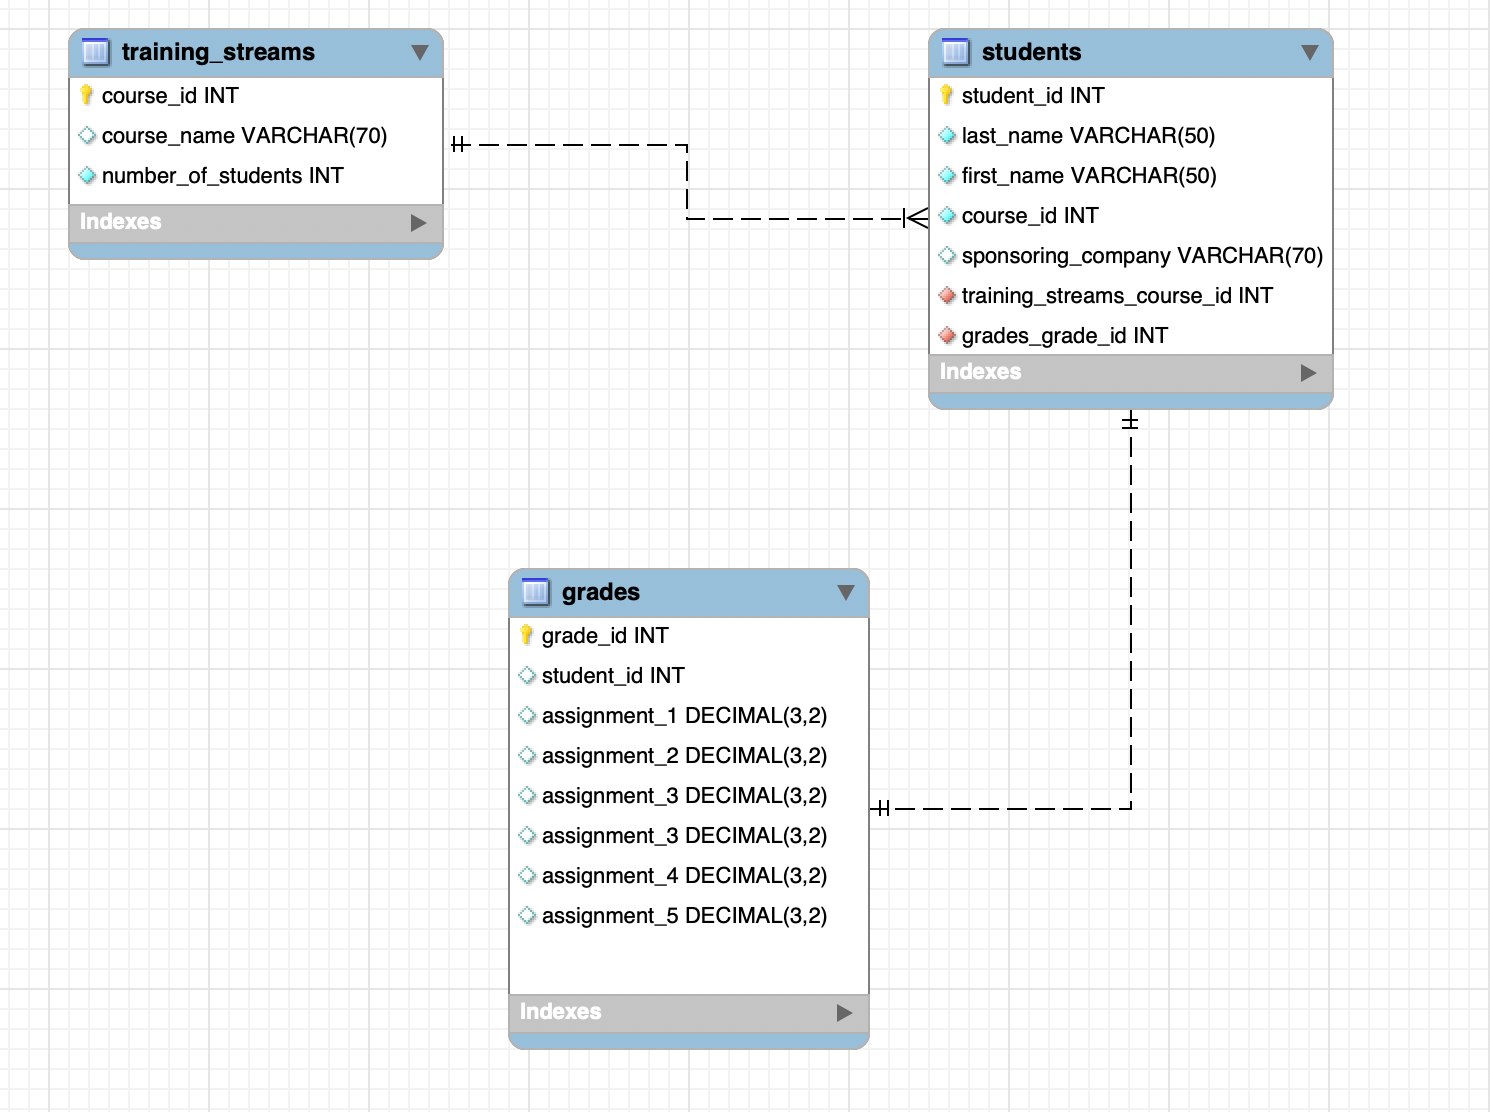 training_streams
course_id INT
course_name VARCHAR(70)
number_of_students INT
Indexes
students
student_id INT
last_name VARCHAR(50)
first_name VARCHAR(50)
course_id INT
sponsoring_company VARCHAR(70)
training_streams_course_id INT
grades_grade_id INT
Indexes
grades
grade_id INT
student_id INT
assignment_1 DECIMAL(3,2)
assignment_2 DECIMAL(3,2)
assignment_3 DECIMAL(3,2)
assignment_3 DECIMAL(3,2)
assignment_4 DECIMAL(3,2)
assignment_5 DECIMAL(3,2)
Indexes